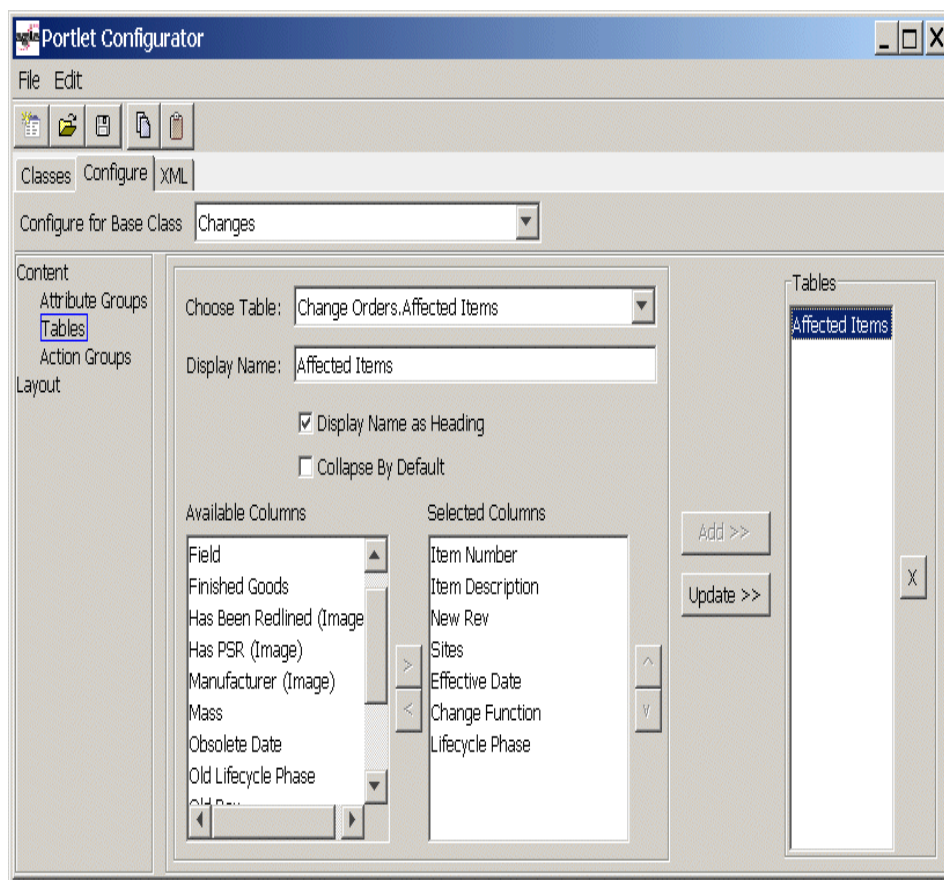 Portlet Configurator
File Edit
Classes Configure XML
Configure for Base Class Changes
Content
Attribute Groups
Tables
Action Groups
Layout
Choose Table: Change Orders.Affected Items
Display Name: Affected Items
Display Name as Heading
Collapse By Default
Available Columns
Field
Finished Goods
Has Been Redlined (Image
Has PSR (Image)
Manufacturer (Image)
Mass
Obsolete Date
Old Lifecycle Phase
>
<
Selected Columns
Item Number
Item Description
New Rev
Sites
Effective Date
Change Function
Lifecycle Phase
^
v
Add >>
Update >>
Tables
Affected Items
X